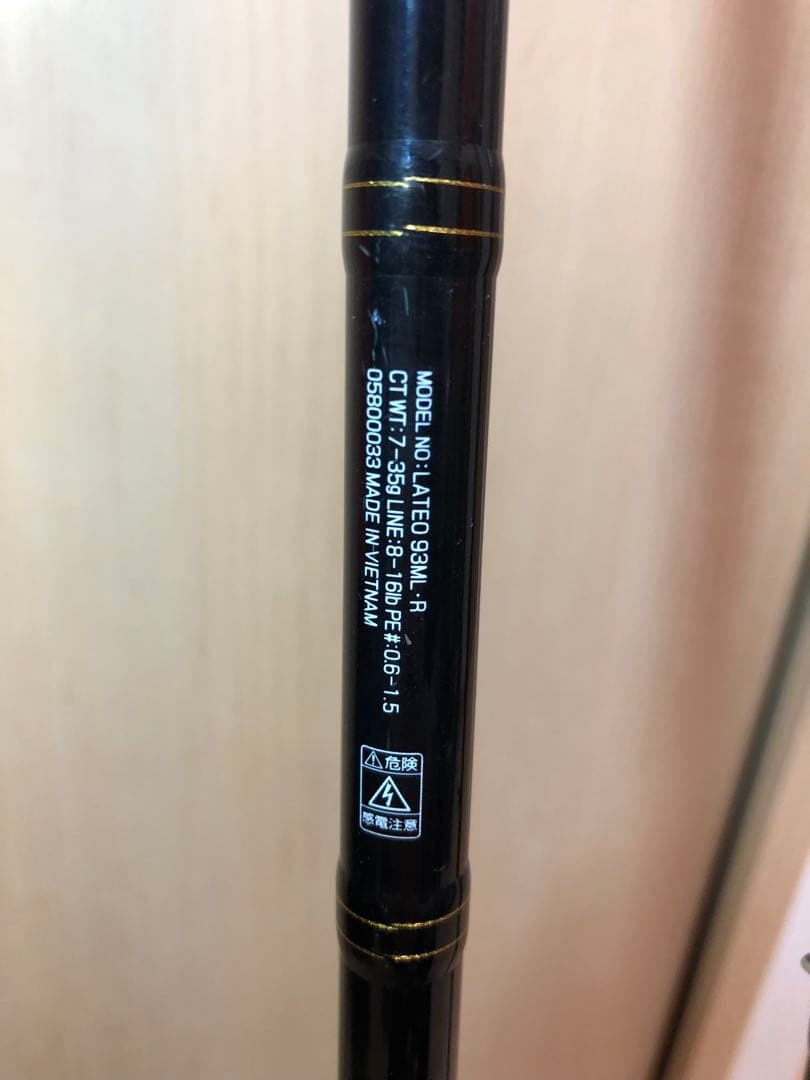 MODEL NO:LATEO 93ML·R
CT WT:7-35g LINE:8-16lb PE#:0.6-1.5
05800033 MADE IN VIETNAM
⚠危険
感電注意